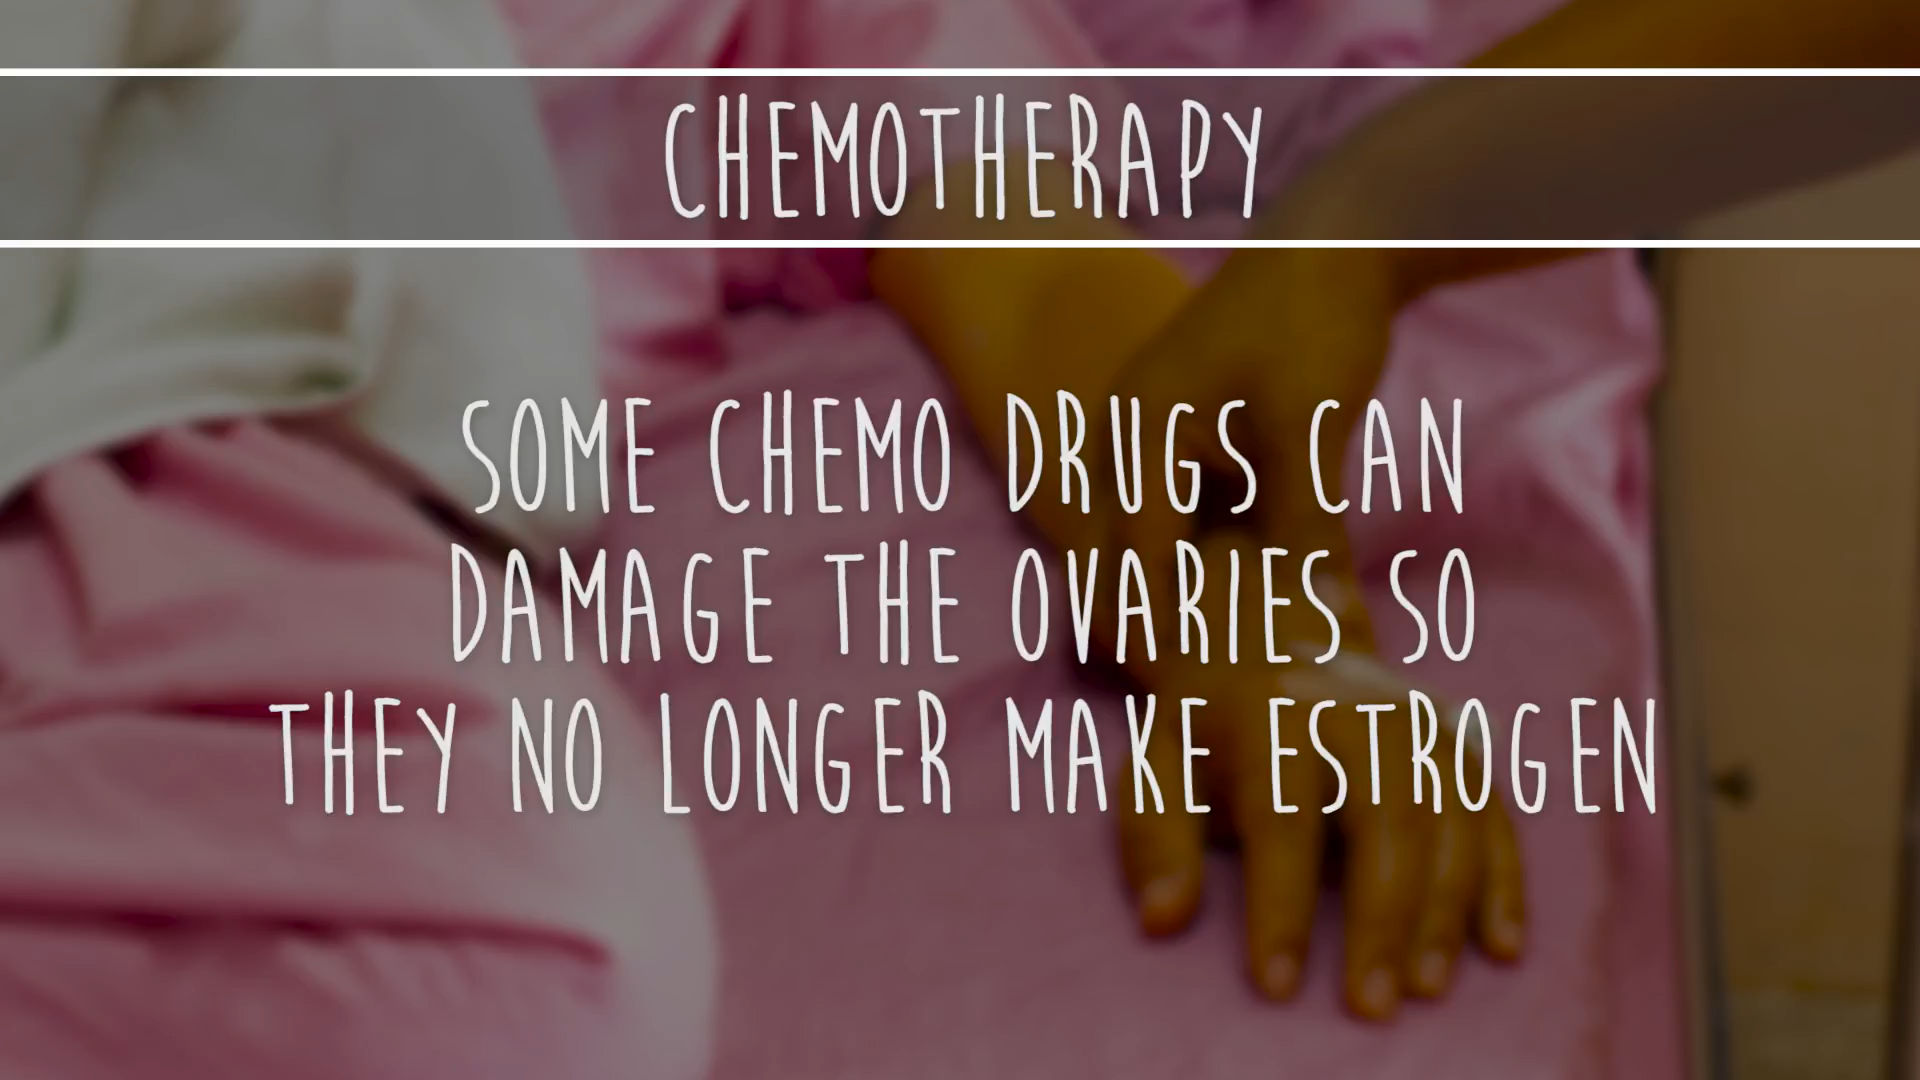 CHEMOTHERAPY
SOME CHEMO DRUGS CAN
DAMAGE THE OVARIES SO
THEY NO LONGER MAKE ESTROGEN